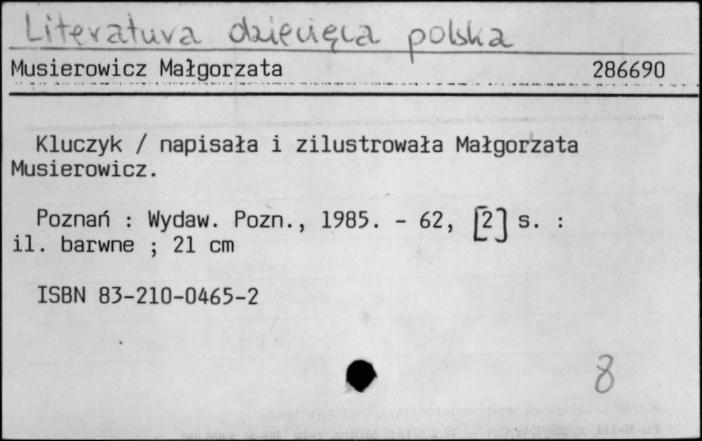 Literatura dziecięca polska
Musierowicz Małgorzata 286690
Kluczyk / napisała i zilustrowała Małgorzata
Musierowicz.
Poznań : Wydaw. Pozn., 1985. - 62, [2] s. :
il. barwne ; 21 cm
ISBN 83-210-0465-2
8